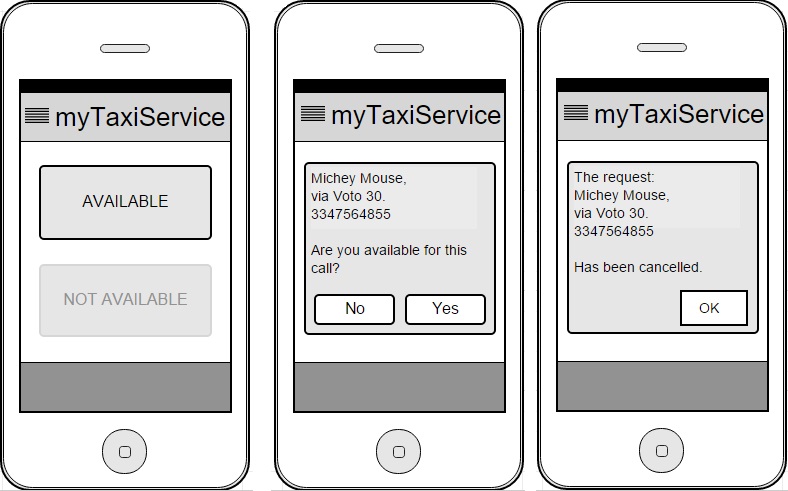 myTaxiService
AVAILABLE
NOT AVAILABLE
myTaxiService
Michey Mouse,
via Voto 30.
3347564855
Are you available for this
call?
No
Yes
myTaxiService
The request:
Michey Mouse,
via Voto 30.
3347564855
Has been cancelled.
OK